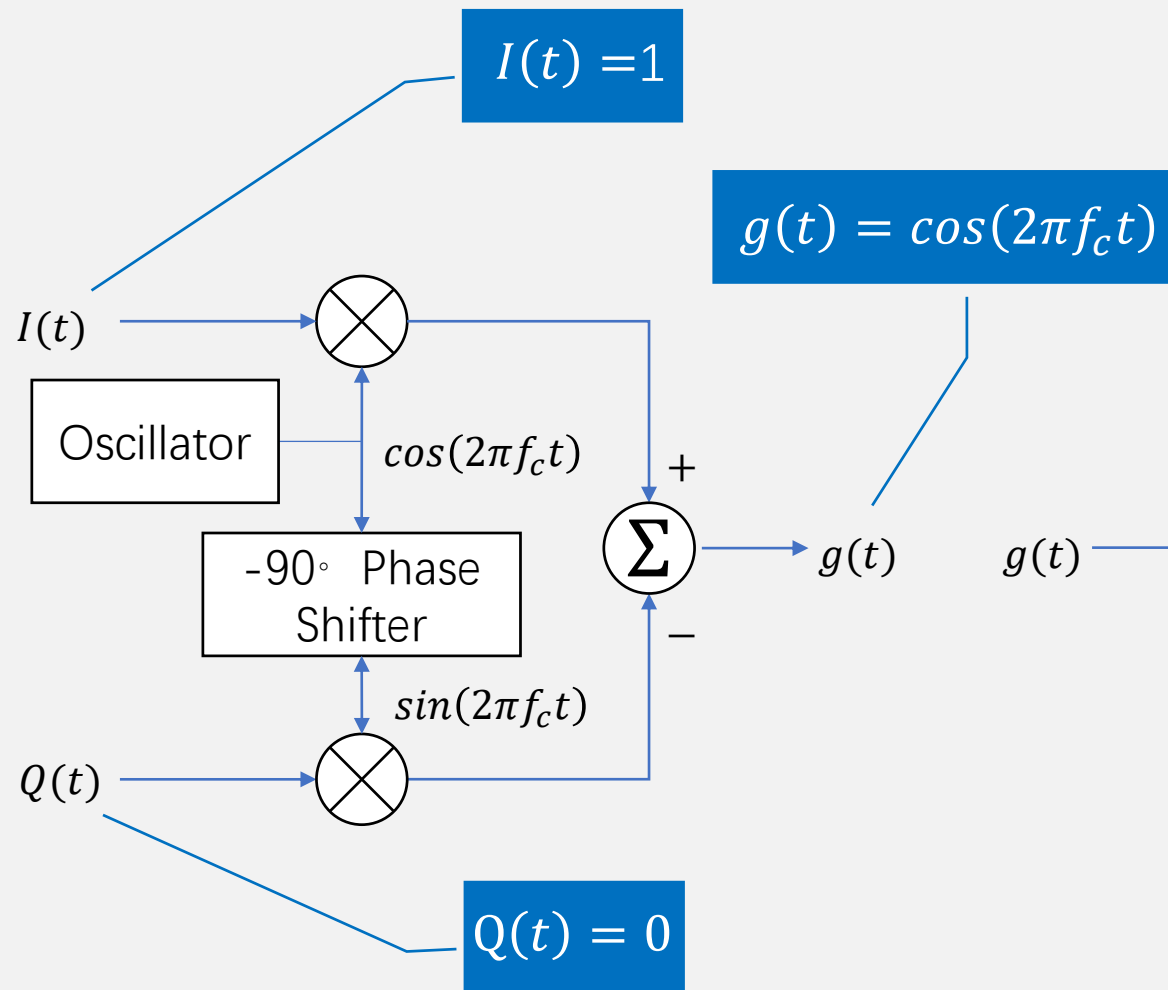 I(t) =1
g(t) = cos(2πf_c t)
I(t)
Oscillator
cos(2πf_c t)
+
-90◦ Phase
Shifter
Σ
g(t)
g(t)
−
sin(2πf_c t)
Q(t)
Q(t) = 0